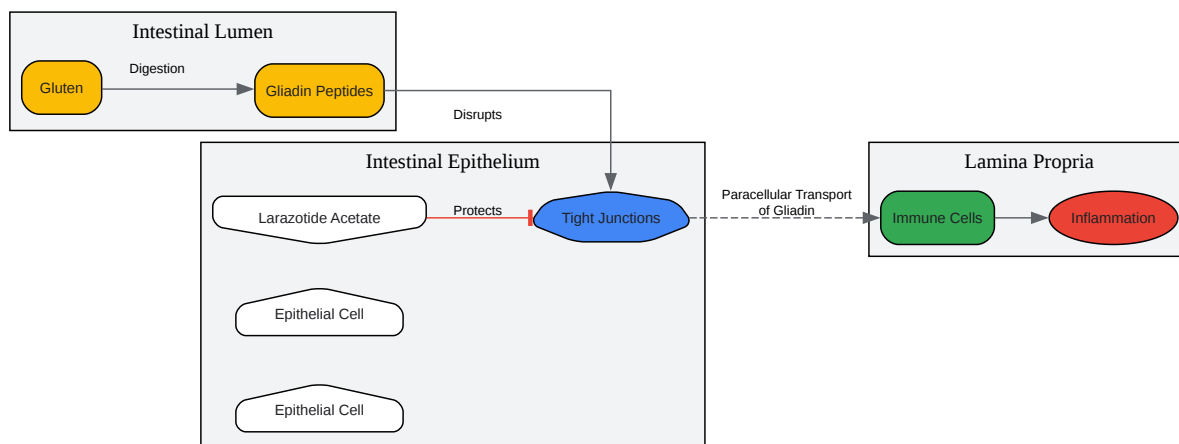 Intestinal Lumen
Digestion
Gluten
Gliadin Peptides
Disrupts
Intestinal Epithelium
Larazotide Acetate
Protects
Tight Junctions
Epithelial Cell
Epithelial Cell
Paracellular Transport
of Gliadin
Lamina Propria
Immune Cells
Inflammation